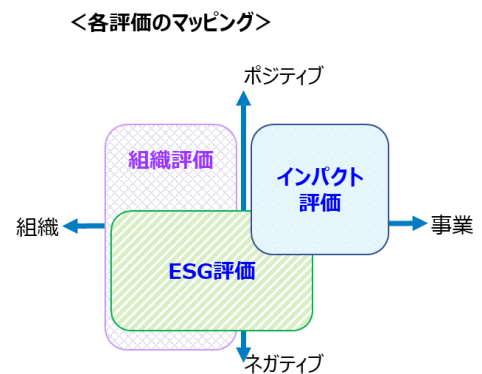 ＜各評価のマッピング＞
ポジティブ
組織評価
インパクト
評価
組織
事業
ESG評価
ネガティブ